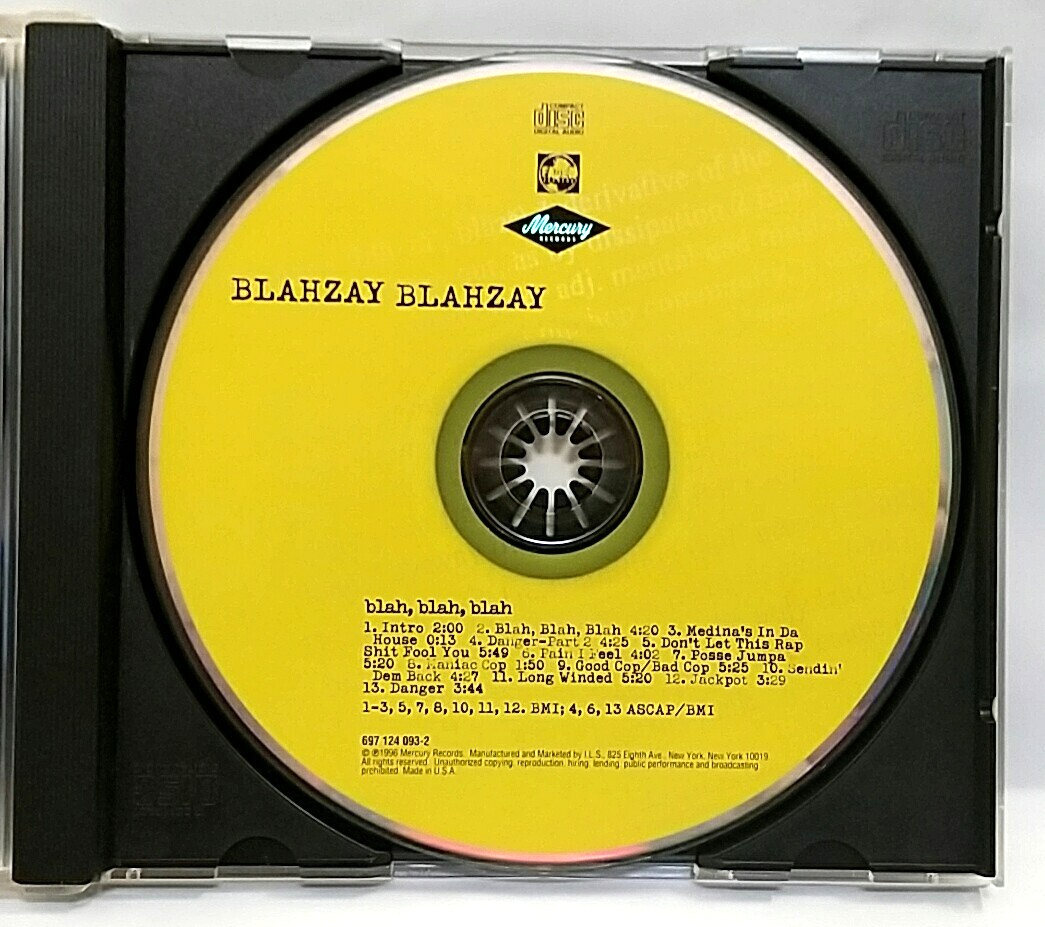 COMPACT
disc
DIGITAL AUDIO
Mercury
RECORDS
derivative of the
dissipation
adj.
BLAHZAY BLAHZAY
blah, blah, blah
1. Intro 2:00 2. Blah, Blah, Blah 4:20 3. Medina's In Da
House 0:13 4. Danger-Part 2 4:25 5. Don't Let This Rap
Shit Fool You 5:49 6. Pain I Feel 4:02 7. Posse Jumpa
5:20 8. Maniac Cop 1:50 9. Good Cop/Bad Cop 5:25 10. Sendin'
Dem Back 4:27 11. Long Winded 5:20 12. Jackpot 3:29
13. Danger 3:44
1-3, 5, 7, 8, 10, 11, 12. BMI; 4, 6, 13 ASCAP/BMI
697 124 093-2
© ℗1996 Mercury Records. Manufactured and Marketed by I.L.S., 825 Eighth Ave., New York, New York 10019
All rights reserved. Unauthorized copying, reproduction, hiring, lending, public performance and broadcasting
prohibited. Made in U.S.A.